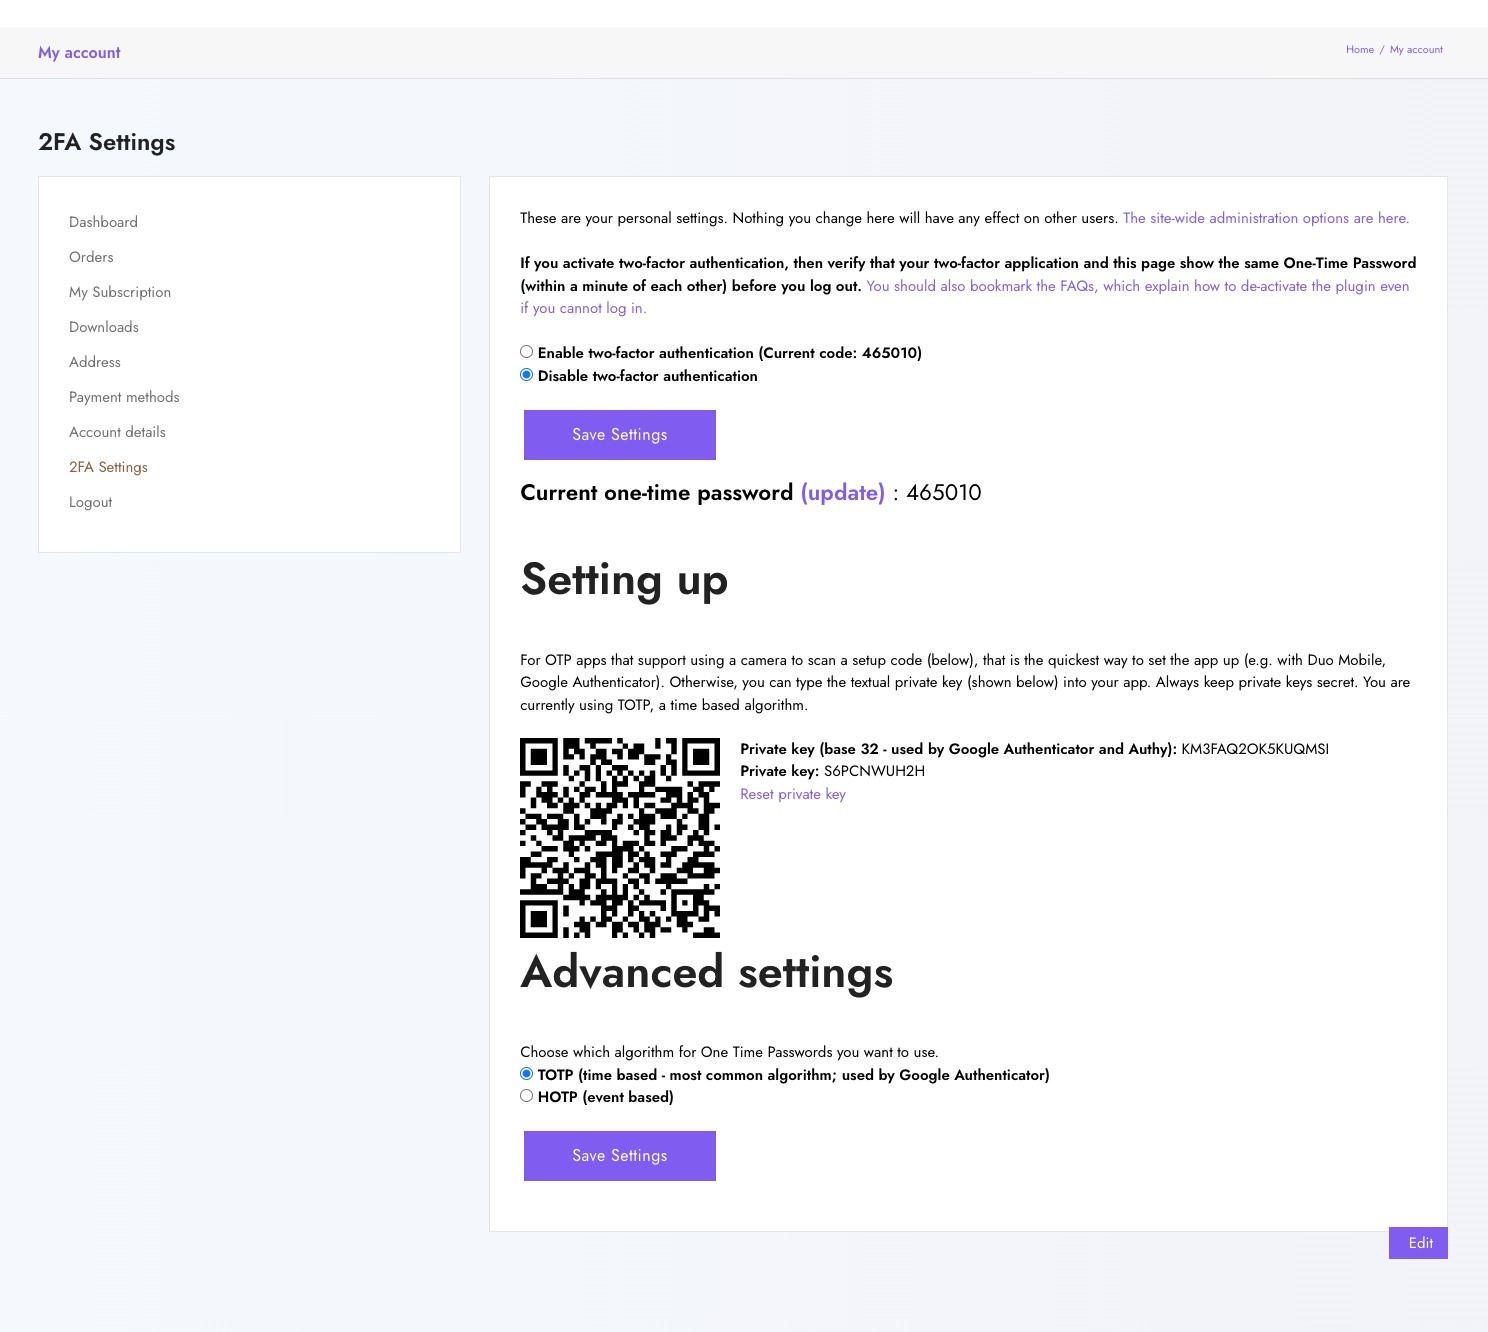 My account
Home / My account
2FA Settings
Dashboard
Orders
My Subscription
Downloads
Address
Payment methods
Account details
2FA Settings
Logout
These are your personal settings. Nothing you change here will have any effect on other users. The site-wide administration options are here.
If you activate two-factor authentication, then verify that your two-factor application and this page show the same One-Time Password
(within a minute of each other) before you log out. You should also bookmark the FAQs, which explain how to de-activate the plugin even
if you cannot log in.
Enable two-factor authentication (Current code: 465010)
Disable two-factor authentication
Save Settings
Current one-time password (update) : 465010
Setting up
For OTP apps that support using a camera to scan a setup code (below), that is the quickest way to set the app up (e.g. with Duo Mobile,
Google Authenticator). Otherwise, you can type the textual private key (shown below) into your app. Always keep private keys secret. You are
currently using TOTP, a time based algorithm.
Private key (base 32 - used by Google Authenticator and Authy): KM3FAQ2OK5KUQMSI
Private key: S6PCNWUH2H
Reset private key
Advanced settings
Choose which algorithm for One Time Passwords you want to use.
TOTP (time based - most common algorithm; used by Google Authenticator)
HOTP (event based)
Save Settings
Edit